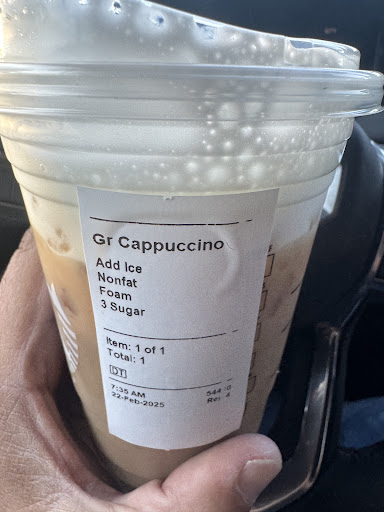 Gr Cappuccino
Add Ice
Nonfat
Foam
3 Sugar
Item: 1 of 1
Total: 1
DT
7:35 AM
22-Feb-2025